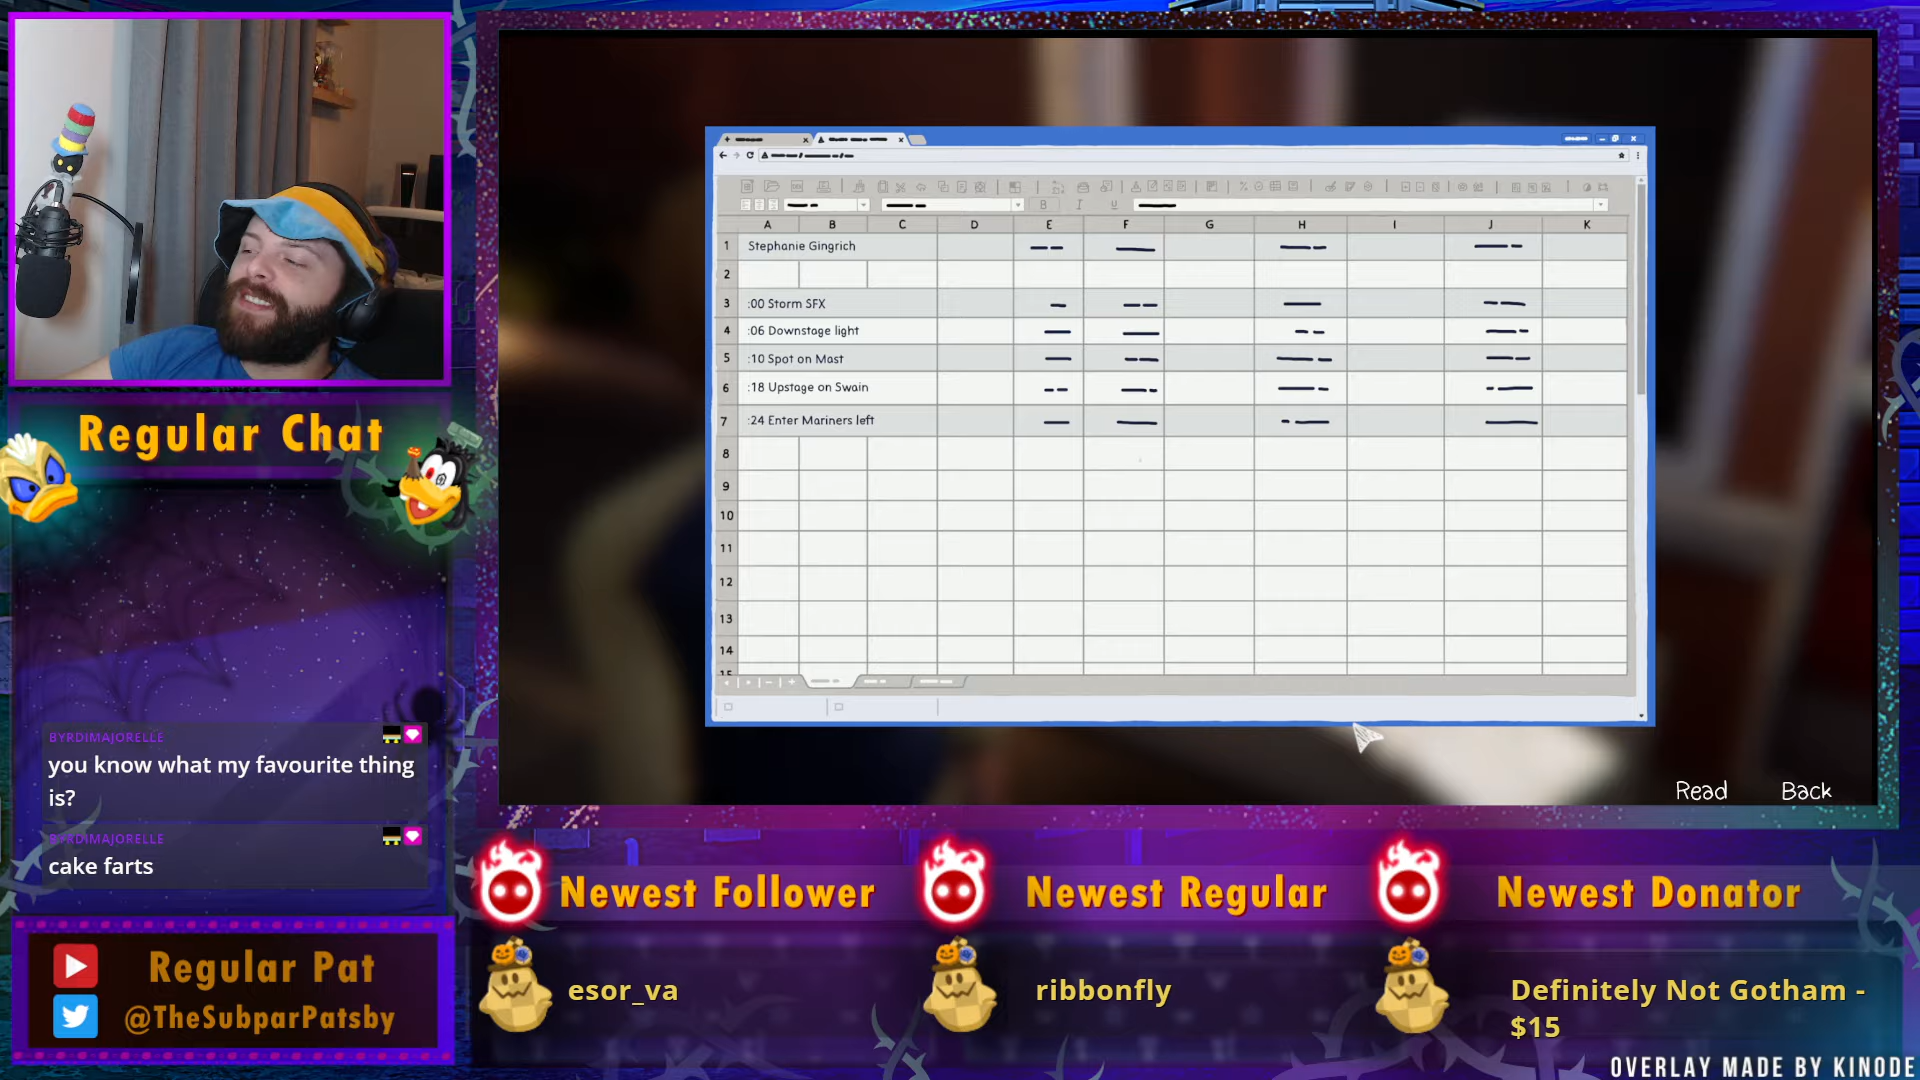 Regular Chat
BYRDIMAJORELLE
you know what my favourite thing
is?
BYRDIMAJORELLE
cake farts
Regular Pat
@TheSubparPatsby
A B C D E F G H I J K
1 Stephanie Gingrich
2
3 :00 Storm SFX
4 :06 Downstage light
5 :10 Spot on Mast
6 :18 Upstage on Swain
7 :24 Enter Mariners left
8
9
10
11
12
13
14
15
Read Back
Newest Follower
esor_va
Newest Regular
ribbonfly
Newest Donator
Definitely Not Gotham -
$15
OVERLAY MADE BY KINODE